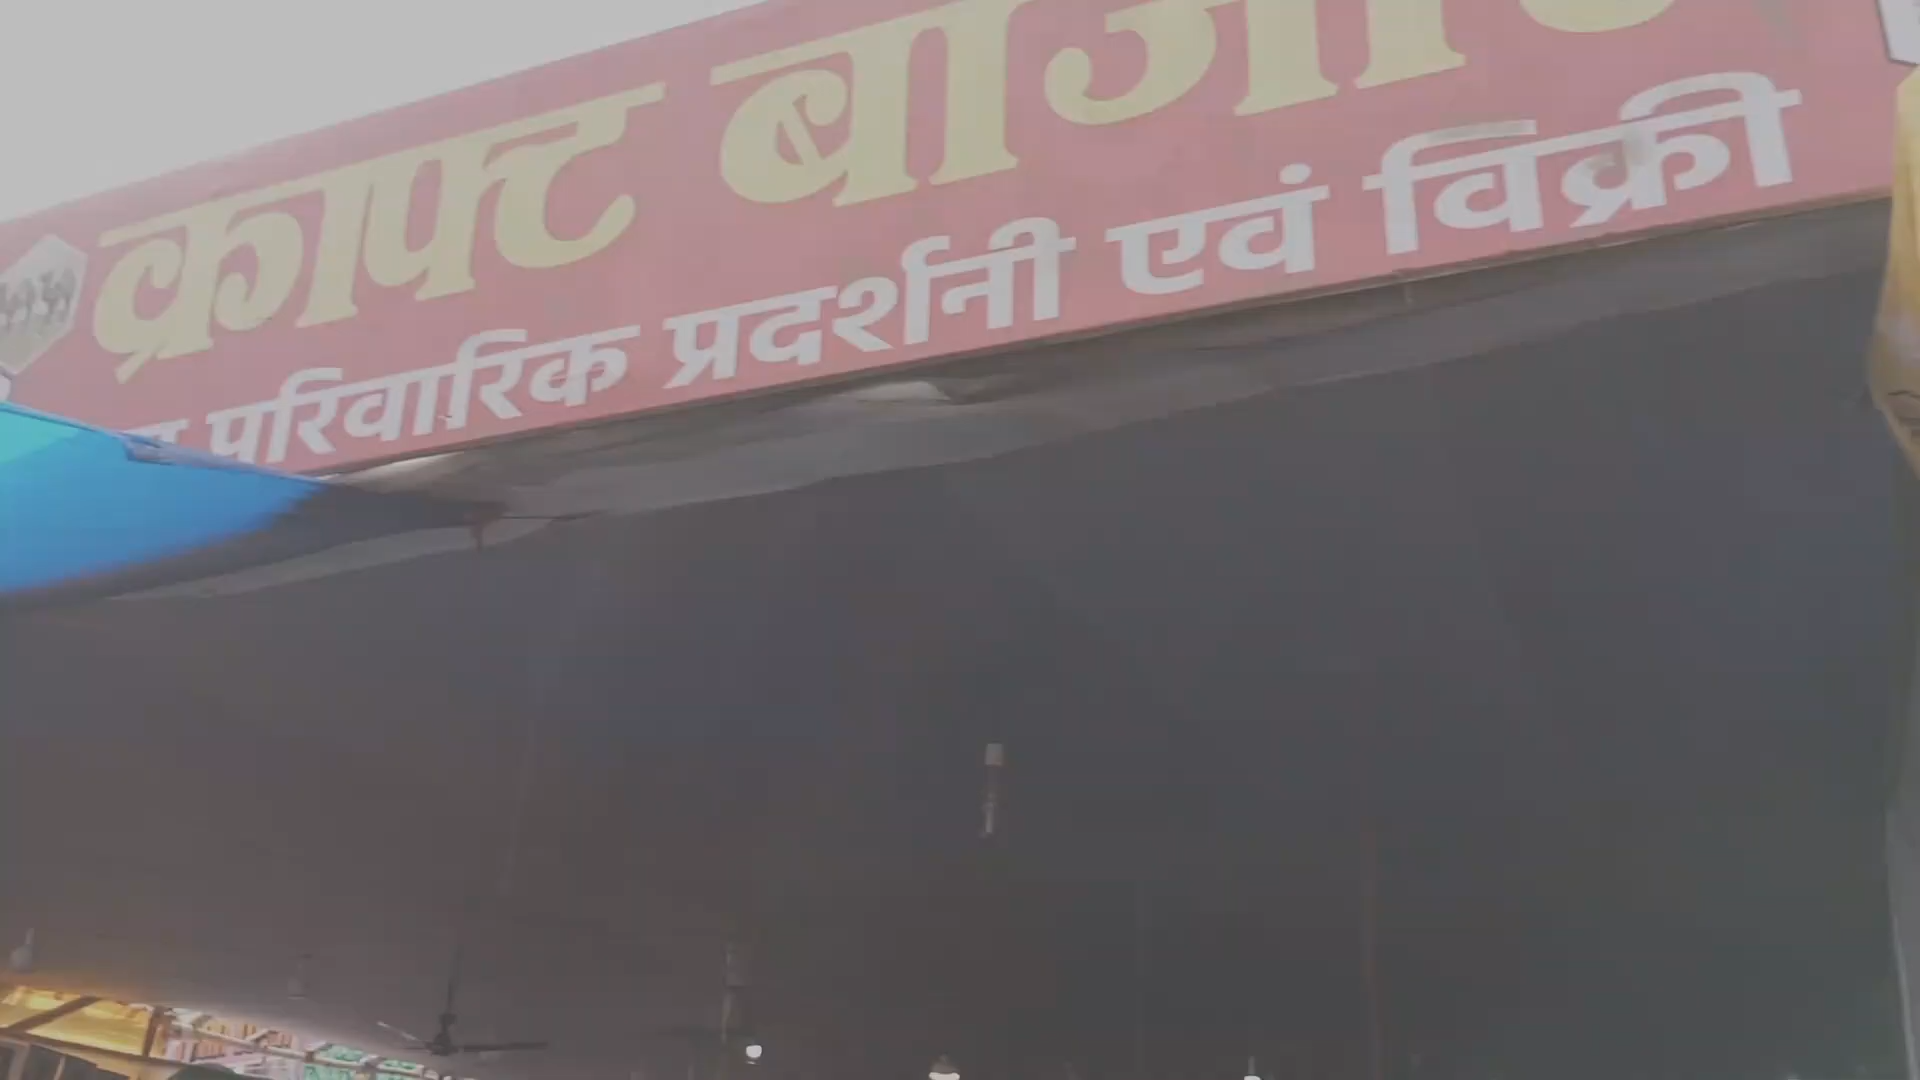 क्राफ्ट बाजार
परिवारिक प्रदर्शनी एवं विक्री